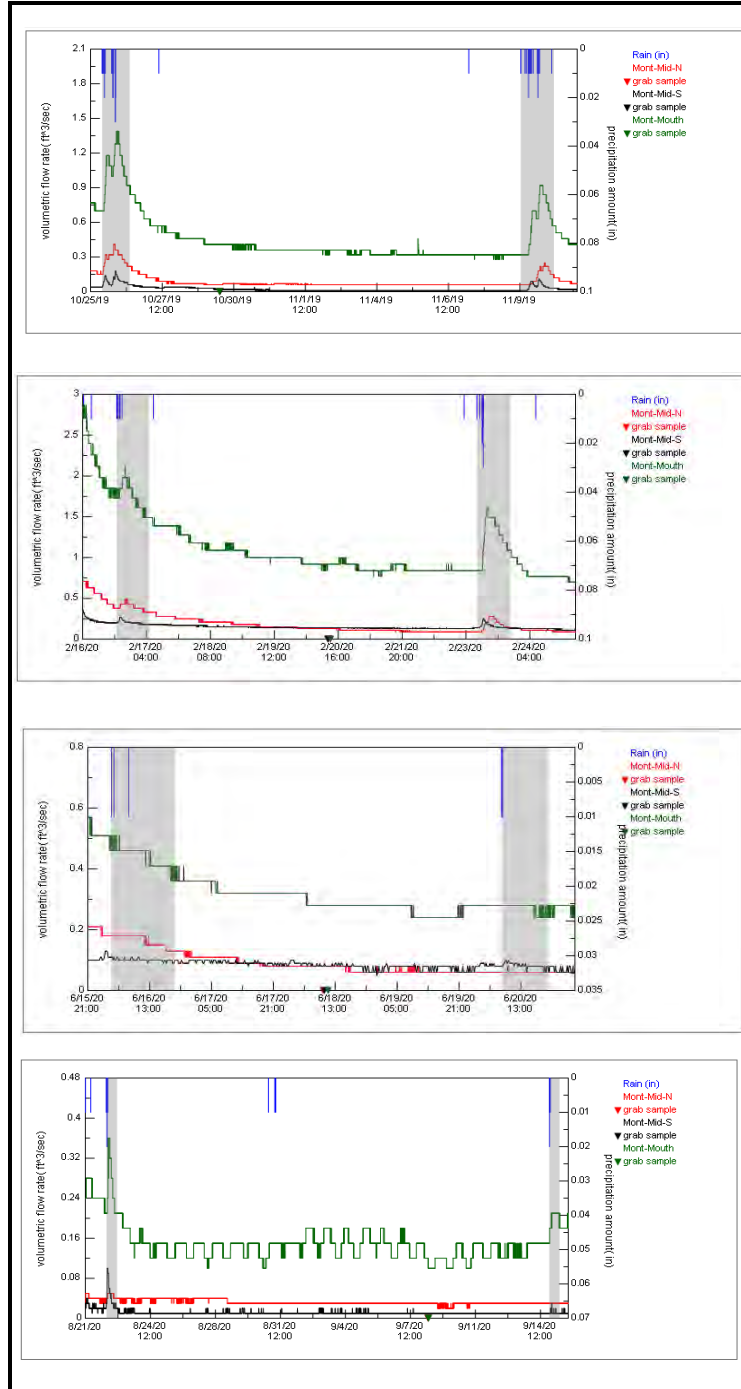 2.1
1.8
1.5
1.2
0.9
0.6
0.3
0
volumetric flow rate( ft^3/sec)
0
0.02
0.04
0.06
0.08
0.1
precipitation amount( in)
Rain (in)
Mont-Mid-N
grab sample
Mont-Mid-S
grab sample
Mont-Mouth
grab sample
10/25/19
10/27/19
12:00
10/30/19
11/1/19
12:00
11/4/19
11/6/19
12:00
11/9/19
3
2.5
2
1.5
1
0.5
0
volumetric flow rate( ft^3/sec)
0
0.02
0.04
0.06
0.08
0.1
precipitation amount( in)
Rain (in)
Mont-Mid-N
grab sample
Mont-Mid-S
grab sample
Mont-Mouth
grab sample
2/16/20
2/17/20
04:00
2/18/20
08:00
2/19/20
12:00
2/20/20
16:00
2/21/20
20:00
2/23/20
2/24/20
04:00
0.8
0.6
0.4
0.2
0
volumetric flow rate( ft^3/sec)
0
0.005
0.01
0.015
0.02
0.025
0.03
0.035
precipitation amount( in)
Rain (in)
Mont-Mid-N
grab sample
Mont-Mid-S
grab sample
Mont-Mouth
grab sample
6/15/20
21:00
6/16/20
13:00
6/17/20
05:00
6/17/20
21:00
6/18/20
13:00
6/19/20
05:00
6/19/20
21:00
6/20/20
13:00
0.48
0.4
0.32
0.24
0.16
0.08
0
volumetric flow rate( ft^3/sec)
0
0.01
0.02
0.03
0.04
0.05
0.06
0.07
precipitation amount( in)
Rain (in)
Mont-Mid-N
grab sample
Mont-Mid-S
grab sample
Mont-Mouth
grab sample
8/21/20
8/24/20
12:00
8/28/20
8/31/20
12:00
9/4/20
9/7/20
12:00
9/11/20
9/14/20
12:00